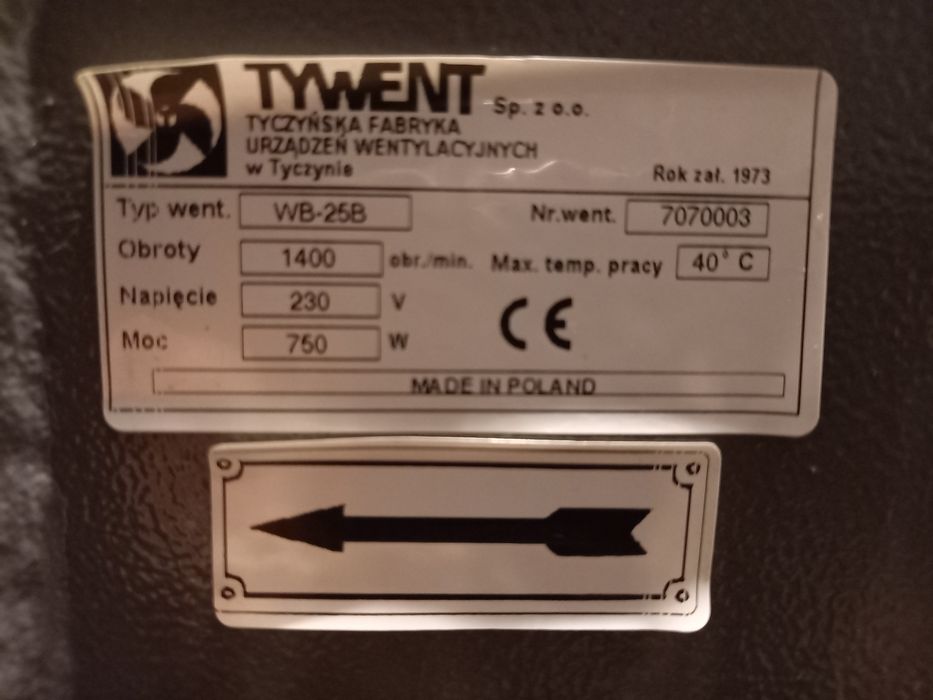 TYWENT Sp. z o.o.
TYCZYŃSKA FABRYKA
URZĄDZEŃ WENTYLACYJNYCH
w Tyczynie Rok zał. 1973
Typ went. WB-25B Nr.went. 7070003
Obroty 1400 obr./min. Max. temp. pracy 40° C
Napięcie 230 V
CE
Moc 750 W
MADE IN POLAND